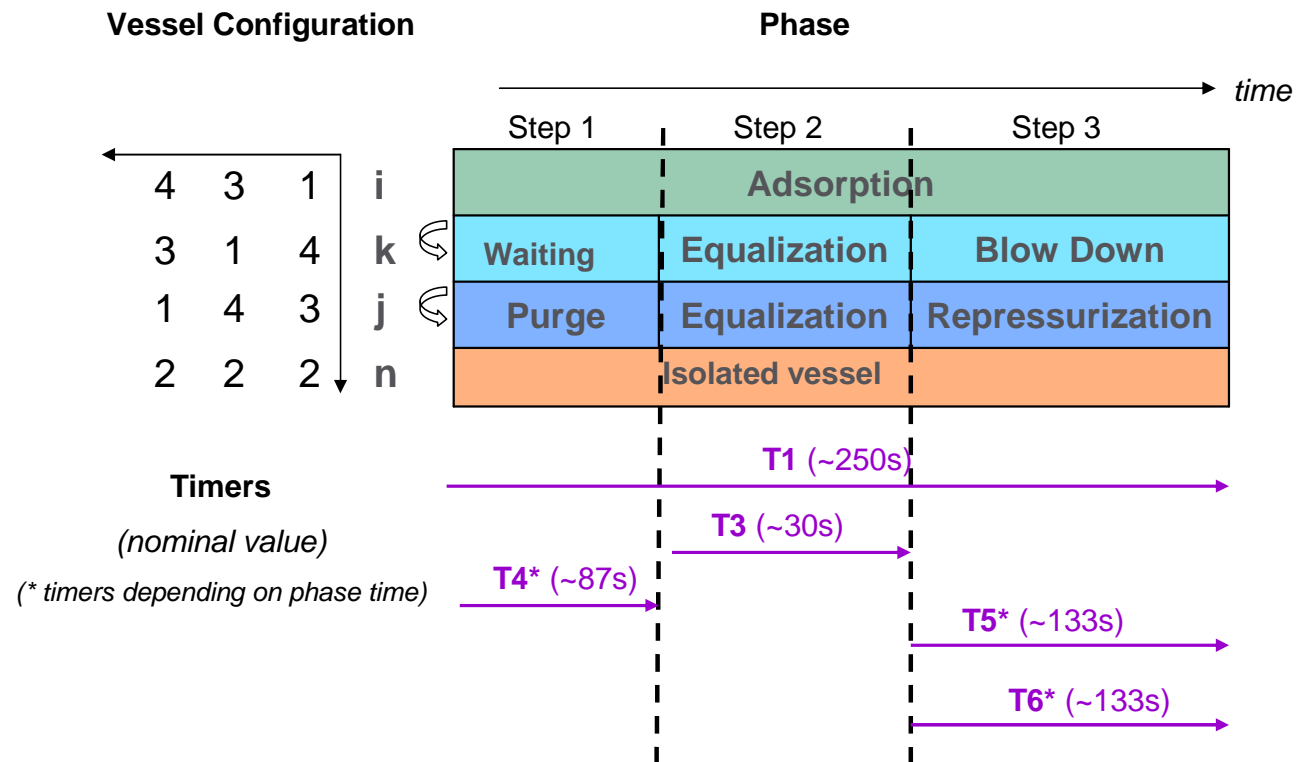 Vessel Configuration
Phase
time
Step 1 Step 2 Step 3
4 3 1 i
Adsorption
3 1 4 k
Waiting Equalization Blow Down
1 4 3 j
Purge Equalization Repressurization
2 2 2 n
Isolated vessel
T1 (~250s)
Timers
(nominal value)
T3 (~30s)
(* timers depending on phase time)
T4* (~87s)
T5* (~133s)
T6* (~133s)